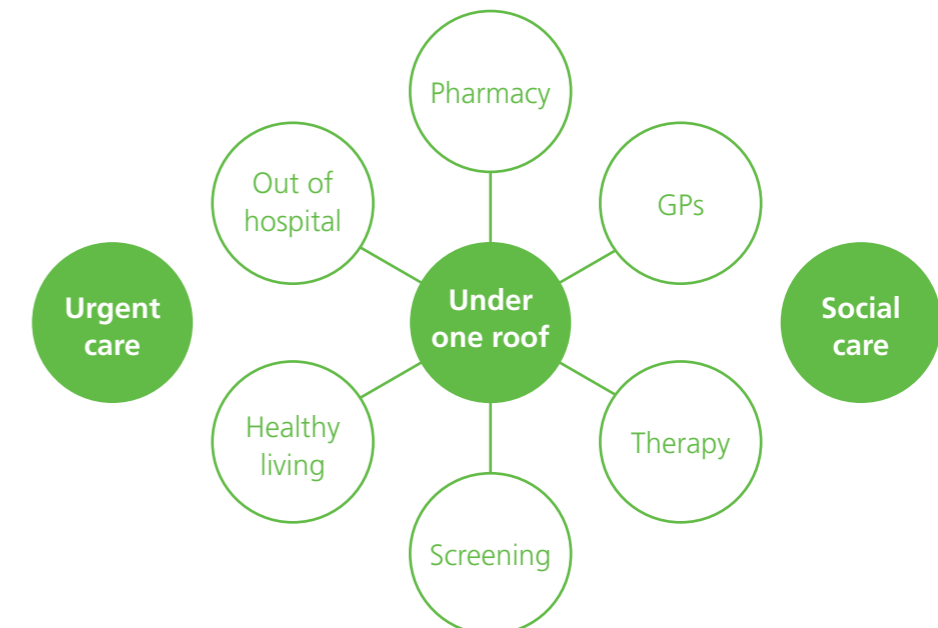 Pharmacy
Out of
hospital
GPs
Urgent
care
Under
one roof
Social
care
Healthy
living
Therapy
Screening